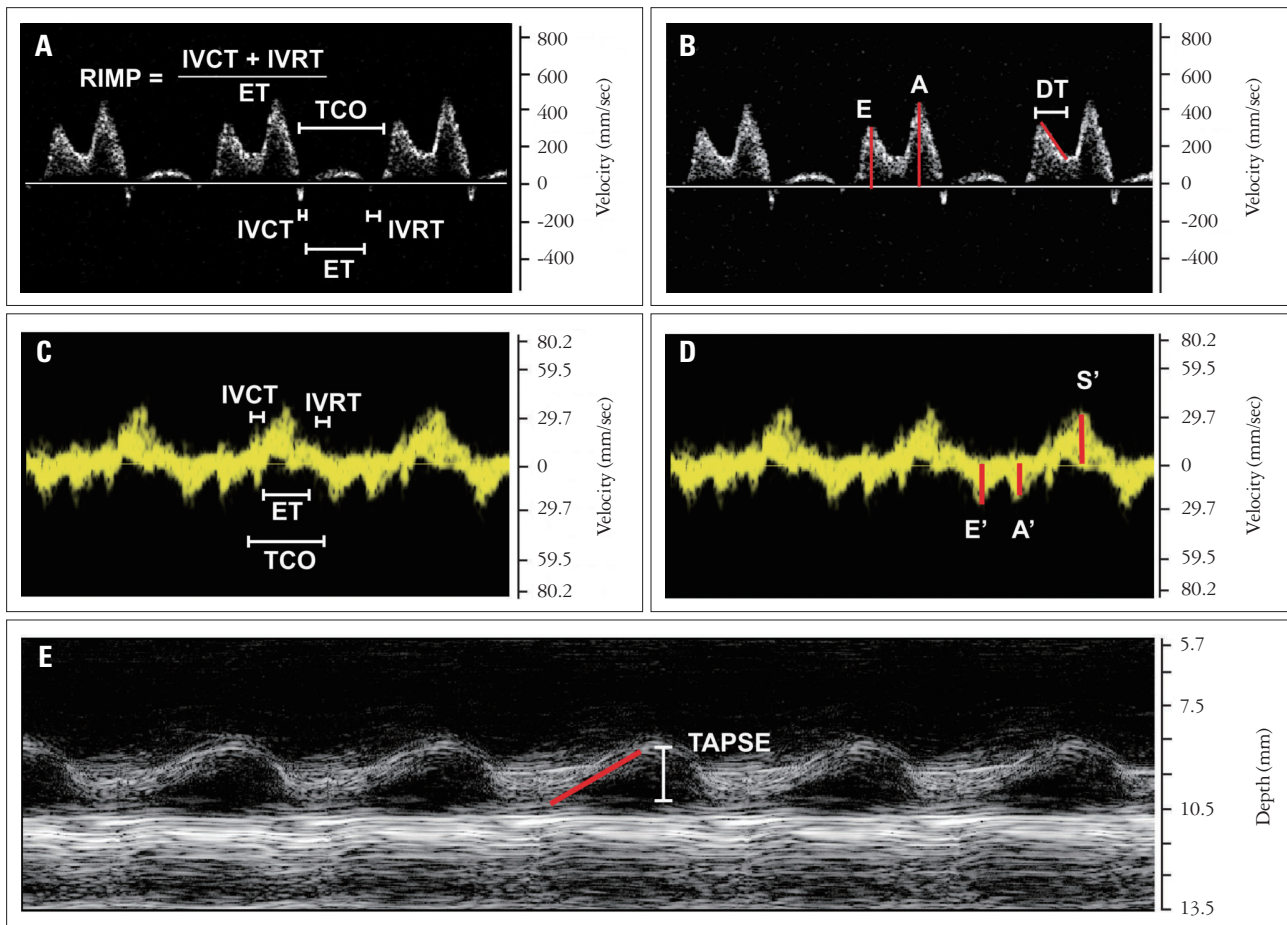 A
RIMP = IVCT + IVRT
ET
TCO
IVCT
IVRT
ET
800
600
400
200
0
-200
-400
Velocity (mm/sec)
B
E
A
DT
800
600
400
200
0
-200
-400
Velocity (mm/sec)
C
IVCT
IVRT
ET
TCO
80.2
59.5
29.7
0
29.7
59.5
80.2
Velocity (mm/sec)
D
S’
E’
A’
80.2
59.5
29.7
0
29.7
59.5
80.2
Velocity (mm/sec)
E
TAPSE
5.7
7.5
10.5
13.5
Depth (mm)